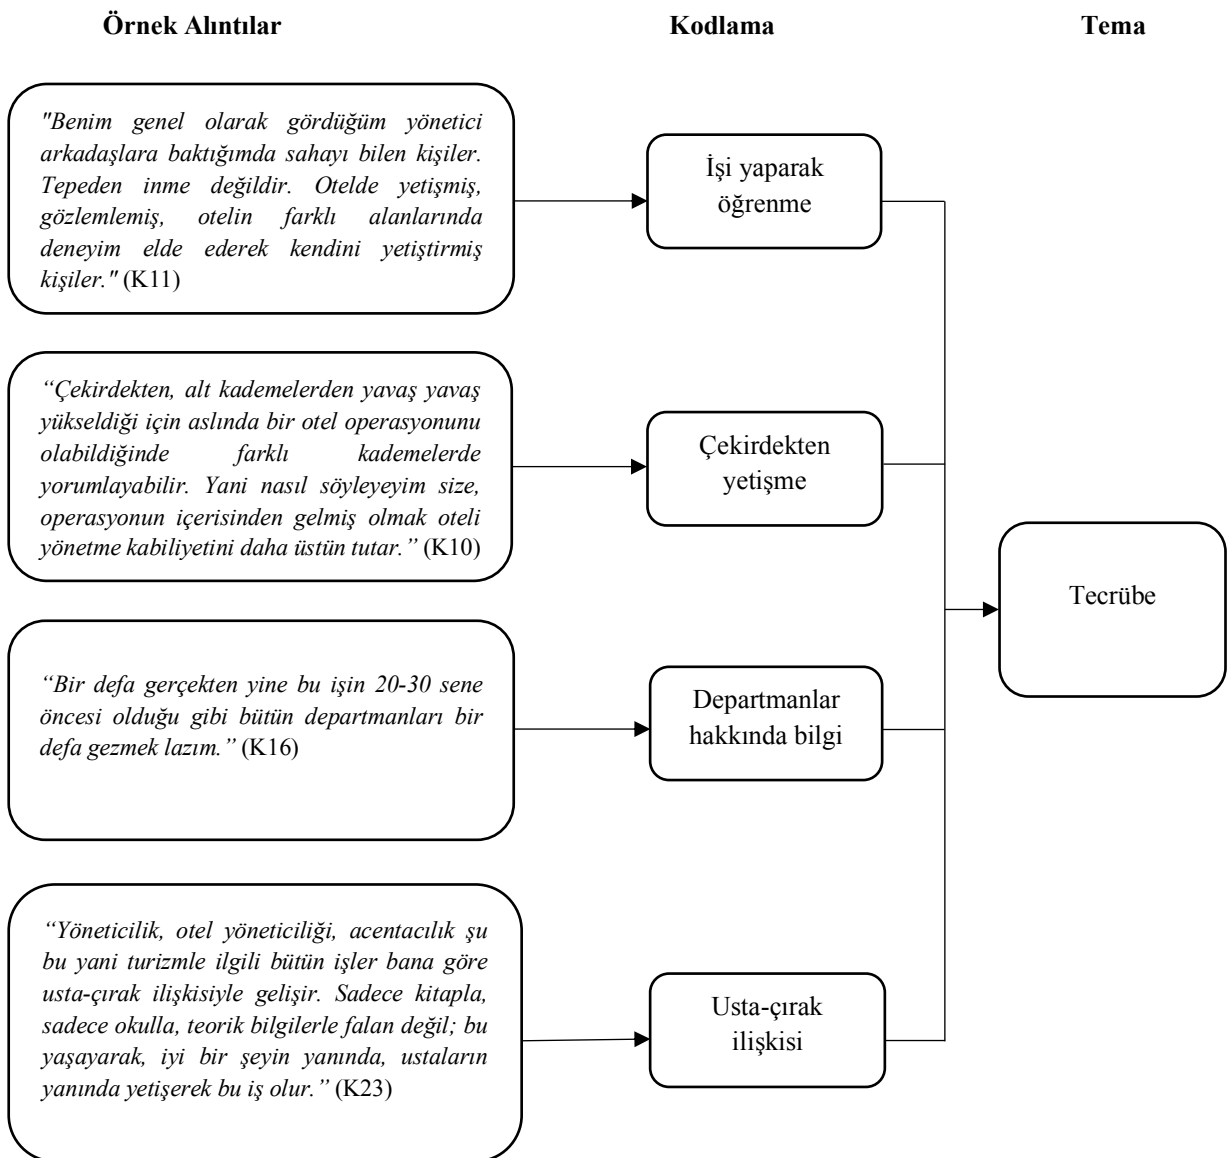 Örnek Alıntılar
Kodlama
Tema
"Benim genel olarak gördüğüm yönetici
arkadaşlara baktığımda sahayı bilen kişiler.
Tepeden inme değildir. Otelde yetişmiş,
gözlemlemiş, otelin farklı alanlarında
deneyim elde ederek kendini yetiştirmiş
kişiler." (K11)
İşi yaparak
öğrenme
“Çekirdekten, alt kademelerden yavaş yavaş
yükseldiği için aslında bir otel operasyonunu
olabildiğinde farklı kademelerde
yorumlayabilir. Yani nasıl söyleyeyim size,
operasyonun içerisinden gelmiş olmak oteli
yönetme kabiliyetini daha üstün tutar.” (K10)
Çekirdekten
yetişme
“Bir defa gerçekten yine bu işin 20-30 sene
öncesi olduğu gibi bütün departmanları bir
defa gezmek lazım.” (K16)
Departmanlar
hakkında bilgi
“Yöneticilik, otel yöneticiliği, acentacılık şu
bu yani turizmle ilgili bütün işler bana göre
usta-çırak ilişkisiyle gelişir. Sadece kitapla,
sadece okulla, teorik bilgilerle falan değil; bu
yaşayarak, iyi bir şeyin yanında, ustaların
yanında yetişerek bu iş olur.” (K23)
Usta-çırak
ilişkisi
Tecrübe